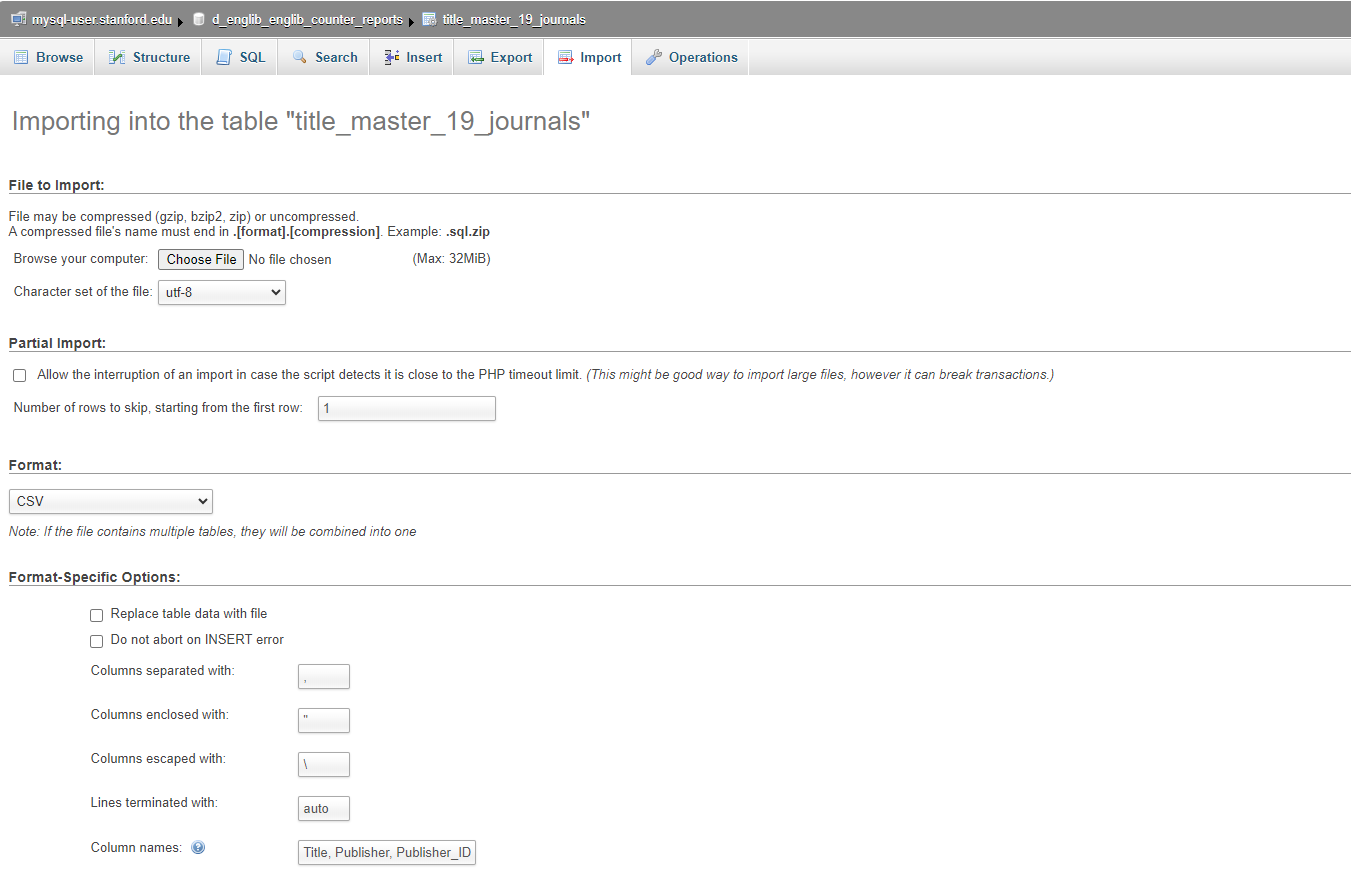 mysql-user.stanford.edu d_englib_englib_counter_reports title_master_19_journals
Browse Structure SQL Search Insert Export Import Operations
Importing into the table "title_master_19_journals"
File to Import:
File may be compressed (gzip, bzip2, zip) or uncompressed.
A compressed file's name must end in .[format].[compression]. Example: .sql.zip
Browse your computer: Choose File No file chosen (Max: 32MiB)
Character set of the file: utf-8
Partial Import:
Allow the interruption of an import in case the script detects it is close to the PHP timeout limit. (This might be good way to import large files, however it can break transactions.)
Number of rows to skip, starting from the first row: 1
Format:
CSV
Note: If the file contains multiple tables, they will be combined into one
Format-Specific Options:
Replace table data with file
Do not abort on INSERT error
Columns separated with: ,
Columns enclosed with: "
Columns escaped with: \
Lines terminated with: auto
Column names: Title, Publisher, Publisher_ID